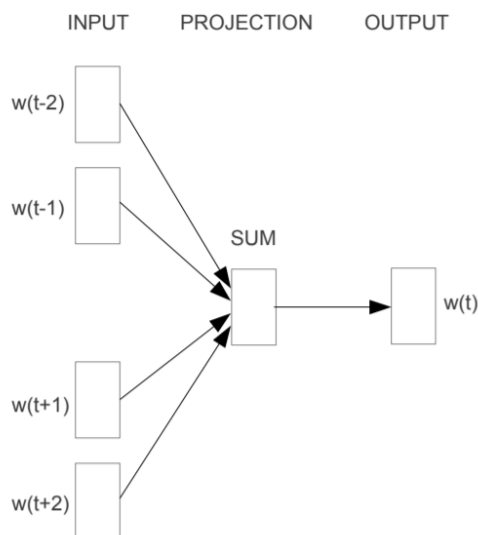 INPUT PROJECTION OUTPUT
w(t-2)
w(t-1)
SUM
w(t)
w(t+1)
w(t+2)